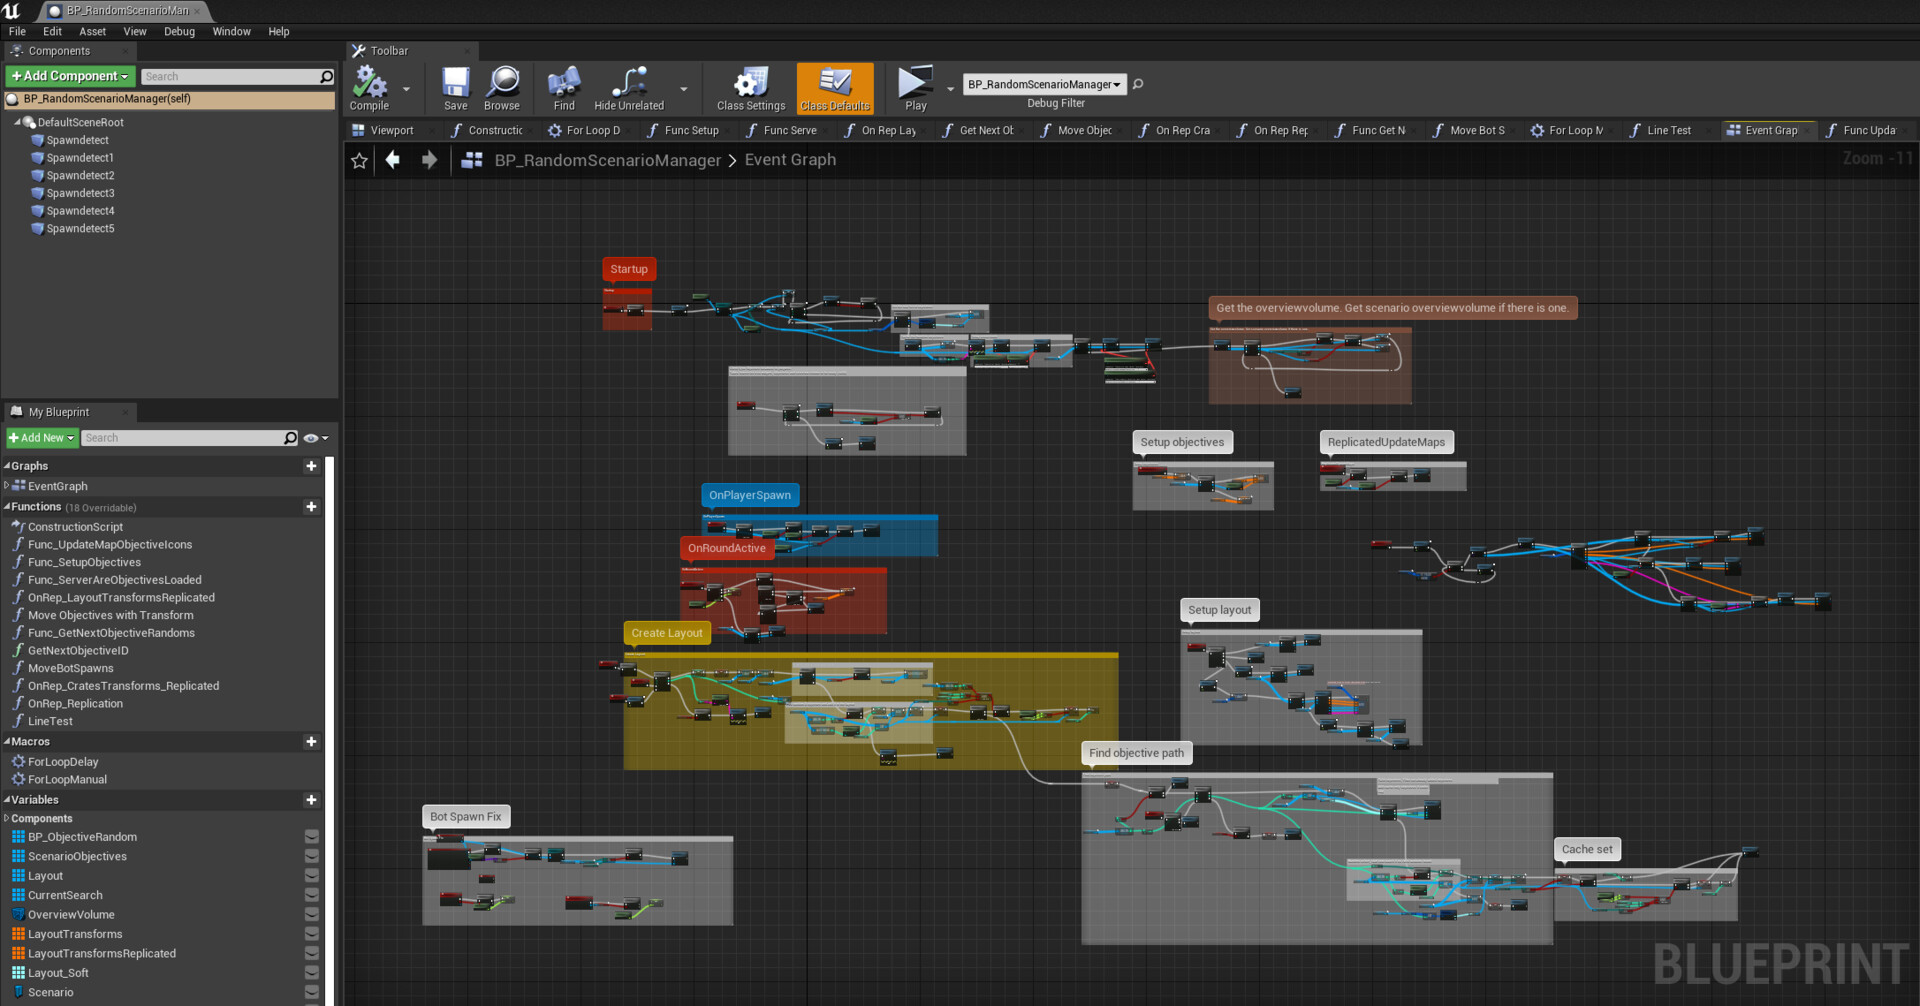 BP_RandomScenarioMan
File Edit Asset View Debug Window Help
Components
Toolbar
+Add Component
Search
BP_RandomScenarioManager(self)
DefaultSceneRoot
Spawndetect
Spawndetect1
Spawndetect2
Spawndetect3
Spawndetect4
Spawndetect5
Compile
Save
Browse
Find
Hide Unrelated
Class Settings
Class Defaults
Play
BP_RandomScenarioManager
Debug Filter
Viewport
Constructic
For Loop D
Func Setup
Func Serve
On Rep Lay
Get Next Ob
Move Objec
On Rep Cra
On Rep Rep
Func Get N
Move Bot S
For Loop M
Line Test
Event Grap
Func Upda
BP_RandomScenarioManager > Event Graph
Zoom -11
My Blueprint
+Add New
Search
Graphs
EventGraph
Functions (18 Overridable)
ConstructionScript
Func_UpdateMapObjectiveIcons
Func_SetupObjectives
Func_ServerAreObjectivesLoaded
OnRep_LayoutTransformsReplicated
Move Objectives with Transform
Func_GetNextObjectiveRandoms
GetNextObjectiveID
MoveBotSpawns
OnRep_CratesTransforms_Replicated
OnRep_Replication
LineTest
Macros
ForLoopDelay
ForLoopManual
Variables
Components
BP_ObjectiveRandom
ScenarioObjectives
Layout
CurrentSearch
OverviewVolume
LayoutTransforms
LayoutTransformsReplicated
Layout_Soft
Scenario
Startup
Get the overviewvolume. Get scenario overviewvolume if there is one.
Setup objectives
ReplicatedUpdateMaps
OnPlayerSpawn
OnRoundActive
Setup layout
Create Layout
Find objective path
Bot Spawn Fix
Cache set
BLUEPRINT